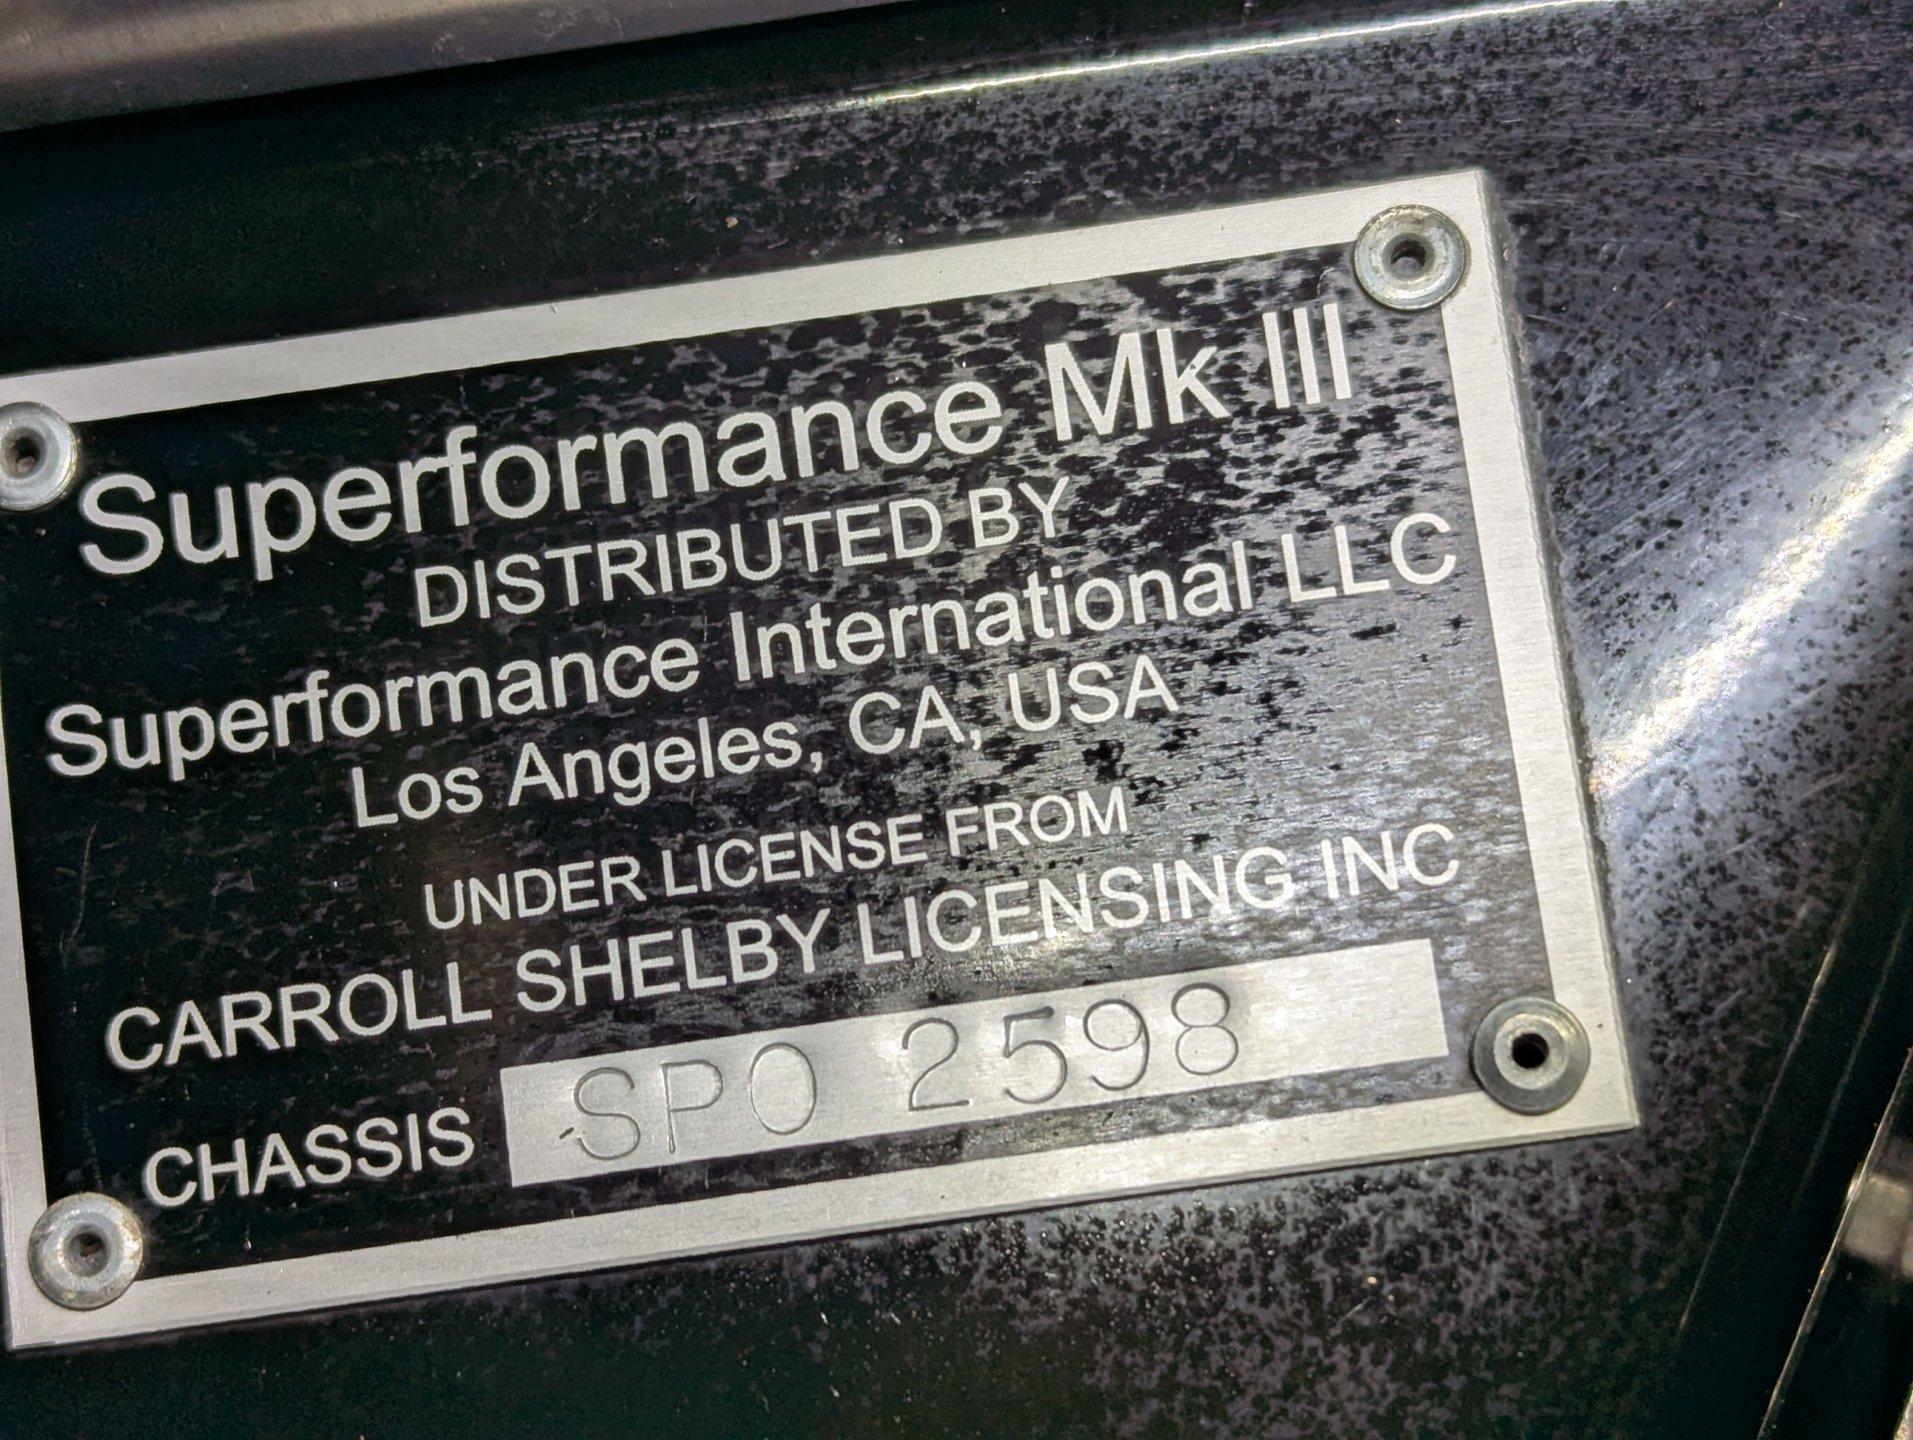 Superformance Mk III
DISTRIBUTED BY
Superformance International LLC
Los Angeles, CA, USA
UNDER LICENSE FROM
CARROLL SHELBY LICENSING INC
CHASSIS SPO 2598